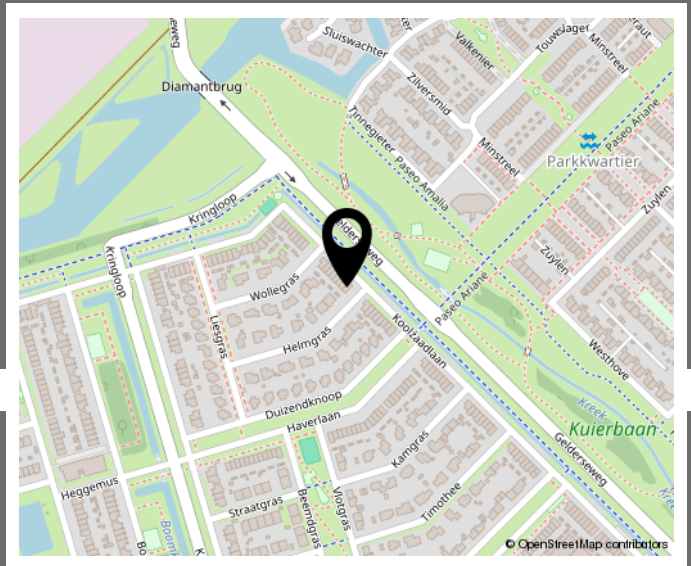 Sluiswachter
Valkenier
Touwslager
Minstreel
Diamantbrug
Zilversmid
Tinnegieter
Paseo Amalia
Minstreel
Paseo Ariane
Parkkwartier
Zuylen
Kringloop
Gelderseweg
Zuylen
Kringloop
Wollegras
Paseo Ariane
Liesgras
Helmgras
Koolzaadlaan
Westhove
Duizendknoop
Haverlaan
Kreek
Kuierbaan
Gelderseweg
Kamgras
Heggemus
Straatgras
Beemdgras
Vlotgras
Timothee
© OpenStreetMap contributors